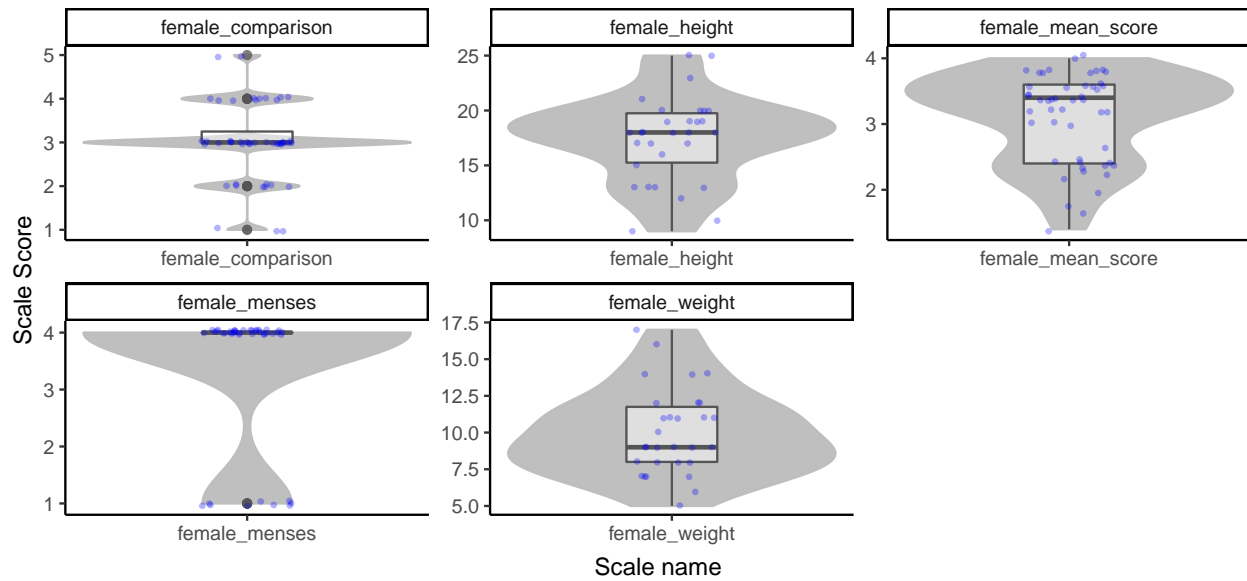 female_comparison
female_height
female_mean_score
5
4
3
2
1
25
20
15
10
4
3
2
female_comparison
female_height
female_mean_score
Scale Score
female_menses
female_weight
4
3
2
1
17.5
15.0
12.5
10.0
7.5
5.0
female_menses
female_weight
Scale name